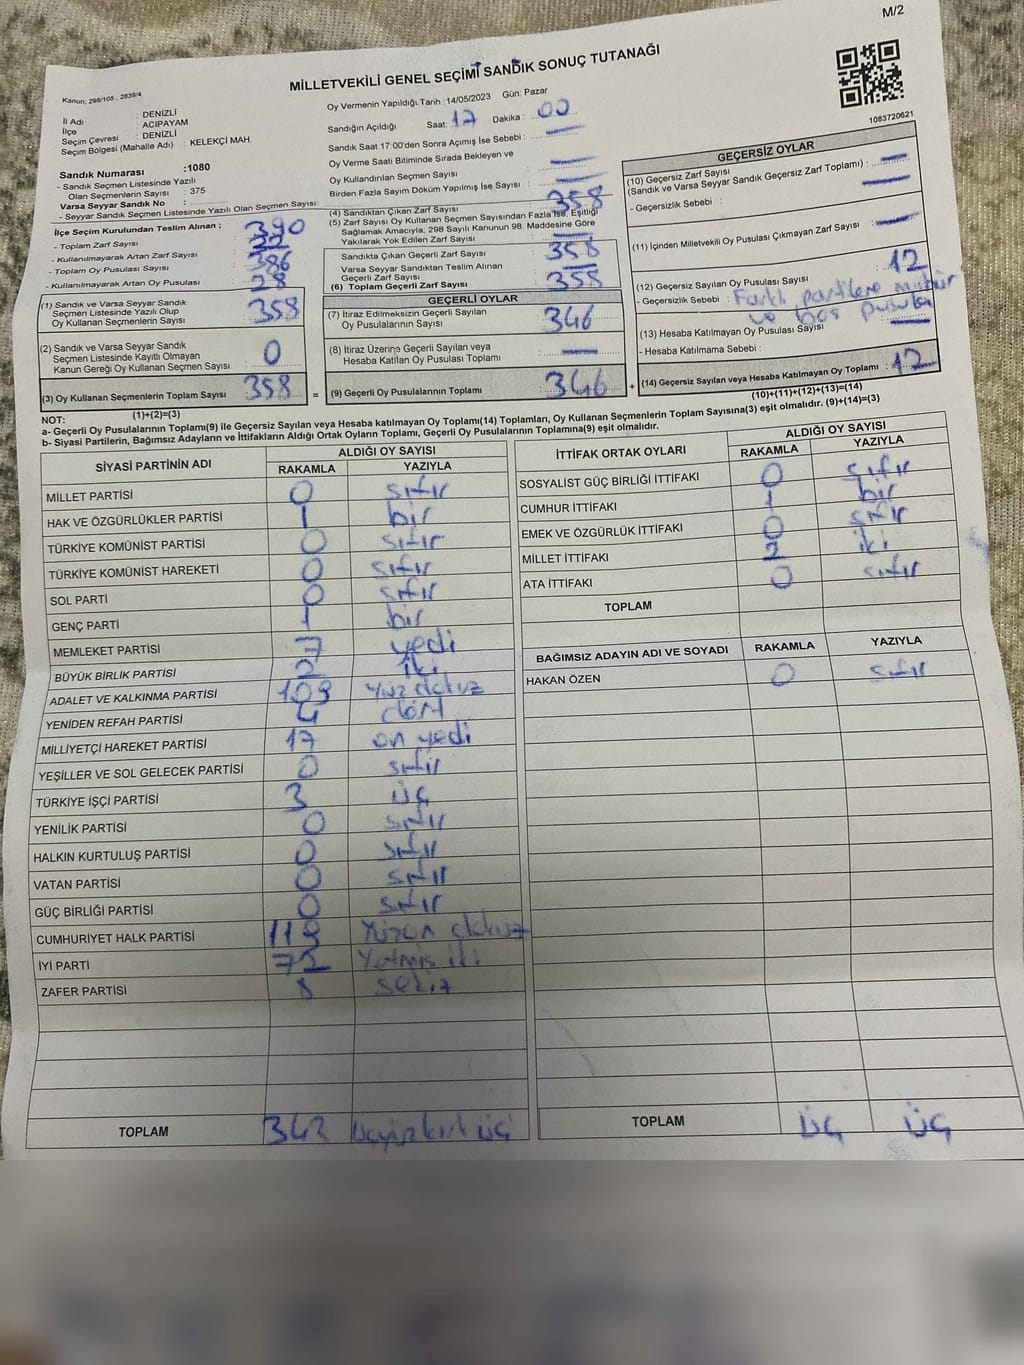 M/2
MİLLETVEKİLİ GENEL SEÇİMİ SANDIK SONUÇ TUTANAĞI
Kanun: 298/105, 2839/4
İl Adı : DENİZLİ
İlçe : ACIPAYAM
Seçim Çevresi : DENİZLİ
Seçim Bölgesi (Mahalle Adı) : KELEKÇİ MAH.
Sandık Numarası :1080
- Sandık Seçmen Listesinde Yazılı
Olan Seçmenlerin Sayısı : 375
Varsa Seyyar Sandık No :
- Seyyar Sandık Seçmen Listesinde Yazılı Olan Seçmen Sayısı:
Oy Vermenin Yapıldığı Tarih : 14/05/2023 Gün: Pazar
Sandığın Açıldığı Saat: 17 Dakika : 00
Sandık Saat 17:00'den Sonra Açımış İse Sebebi : —
Oy Verme Saati Bitiminde Sırada Bekleyen ve
Oy Kullandırılan Seçmen Sayısı : —
Birden Fazla Sayım Döküm Yapılmış İse Sayısı : —
1083720621
İlçe Seçim Kurulundan Teslim Alınan ;
- Toplam Zarf Sayısı : 390
- Kullanılmayarak Artan Zarf Sayısı : 32
- Toplam Oy Pusulası Sayısı : 386
- Kullanılmayarak Artan Oy Pusulası : 28
(1) Sandık ve Varsa Seyyar Sandık
Seçmen Listesinde Yazılı Olup
Oy Kullanan Seçmenlerin Sayısı : 358
(2) Sandık ve Varsa Seyyar Sandık
Seçmen Listesinde Kayıtlı Olmayan
Kanun Gereği Oy Kullanan Seçmen Sayısı : 0
(3) Oy Kullanan Seçmenlerin Toplam Sayısı : 358 =
(1)+(2)=(3)
(4) Sandıktan Çıkan Zarf Sayısı : 358
(5) Zarf Sayısı Oy Kullanan Seçmen Sayısından Fazla İse, Eşitliği
Sağlamak Amacıyla, 298 Sayılı Kanunun 98. Maddesine Göre
Yakılarak Yok Edilen Zarf Sayısı : —
Sandıkta Çıkan Geçerli Zarf Sayısı : 358
Varsa Seyyar Sandıktan Teslim Alınan
Geçerli Zarf Sayısı : —
(6) Toplam Geçerli Zarf Sayısı : 358
GEÇERLİ OYLAR
(7) İtiraz Edilmeksizin Geçerli Sayılan
Oy Pusulalarının Sayısı : 346
(8) İtiraz Üzerine Geçerli Sayılan veya
Hesaba Katılan Oy Pusulası Toplamı : —
(9) Geçerli Oy Pusulalarının Toplamı : 346 +
GEÇERSİZ OYLAR
(10) Geçersiz Zarf Sayısı
(Sandık ve Varsa Seyyar Sandık Geçersiz Zarf Toplamı) : —
- Geçersizlik Sebebi : —
(11) İçinden Milletvekili Oy Pusulası Çıkmayan Zarf Sayısı : —
(12) Geçersiz Sayılan Oy Pusulası Sayısı : 12
- Geçersizlik Sebebi : Farklı partilere mühür
ve boş pusula
(13) Hesaba Katılmayan Oy Pusulası Sayısı : —
- Hesaba Katılmama Sebebi :
(14) Geçersiz Sayılan veya Hesaba Katılmayan Oy Toplamı : 12
(10)+(11)+(12)+(13)=(14)
NOT:
a- Geçerli Oy Pusulalarının Toplamı(9) ile Geçersiz Sayılan veya Hesaba katılmayan Oy Toplamı(14) Toplamları, Oy Kullanan Seçmenlerin Toplam Sayısına(3) eşit olmalıdır. (9)+(14)=(3)
b- Siyasi Partilerin, Bağımsız Adayların ve İttifakların Aldığı Ortak Oyların Toplamı, Geçerli Oy Pusulalarının Toplamına(9) eşit olmalıdır.
SİYASİ PARTİNİN ADI ALDIĞI OY SAYISI
RAKAMLA YAZIYLA
MİLLET PARTİSİ 0 sıfır
HAK VE ÖZGÜRLÜKLER PARTİSİ 1 bir
TÜRKİYE KOMÜNİST PARTİSİ 0 sıfır
TÜRKİYE KOMÜNİST HAREKETİ 0 sıfır
SOL PARTİ 0 sıfır
GENÇ PARTİ 1 bir
MEMLEKET PARTİSİ 7 yedi
BÜYÜK BİRLİK PARTİSİ 2 iki
ADALET VE KALKINMA PARTİSİ 109 yüz dokuz
YENİDEN REFAH PARTİSİ 4 dört
MİLLİYETÇİ HAREKET PARTİSİ 17 on yedi
YEŞİLLER VE SOL GELECEK PARTİSİ 0 sıfır
TÜRKİYE İŞÇİ PARTİSİ 3 üç
YENİLİK PARTİSİ 0 sıfır
HALKIN KURTULUŞ PARTİSİ 0 sıfır
VATAN PARTİSİ 0 sıfır
GÜÇ BİRLİĞİ PARTİSİ 0 sıfır
CUMHURİYET HALK PARTİSİ 119 Yüzon dokuz
İYİ PARTİ 72 Yetmiş iki
ZAFER PARTİSİ 8 sekiz
TOPLAM 343 üçyüzkırk üç
İTTİFAK ORTAK OYLARI ALDIĞI OY SAYISI
RAKAMLA YAZIYLA
SOSYALİST GÜÇ BİRLİĞİ İTTİFAKI 0 sıfır
CUMHUR İTTİFAKI 1 bir
EMEK VE ÖZGÜRLÜK İTTİFAKI 0 sıfır
MİLLET İTTİFAKI 2 iki
ATA İTTİFAKI 0 sıfır
TOPLAM
BAĞIMSIZ ADAYIN ADI VE SOYADI RAKAMLA YAZIYLA
HAKAN ÖZEN 0 sıfır
TOPLAM üç üç